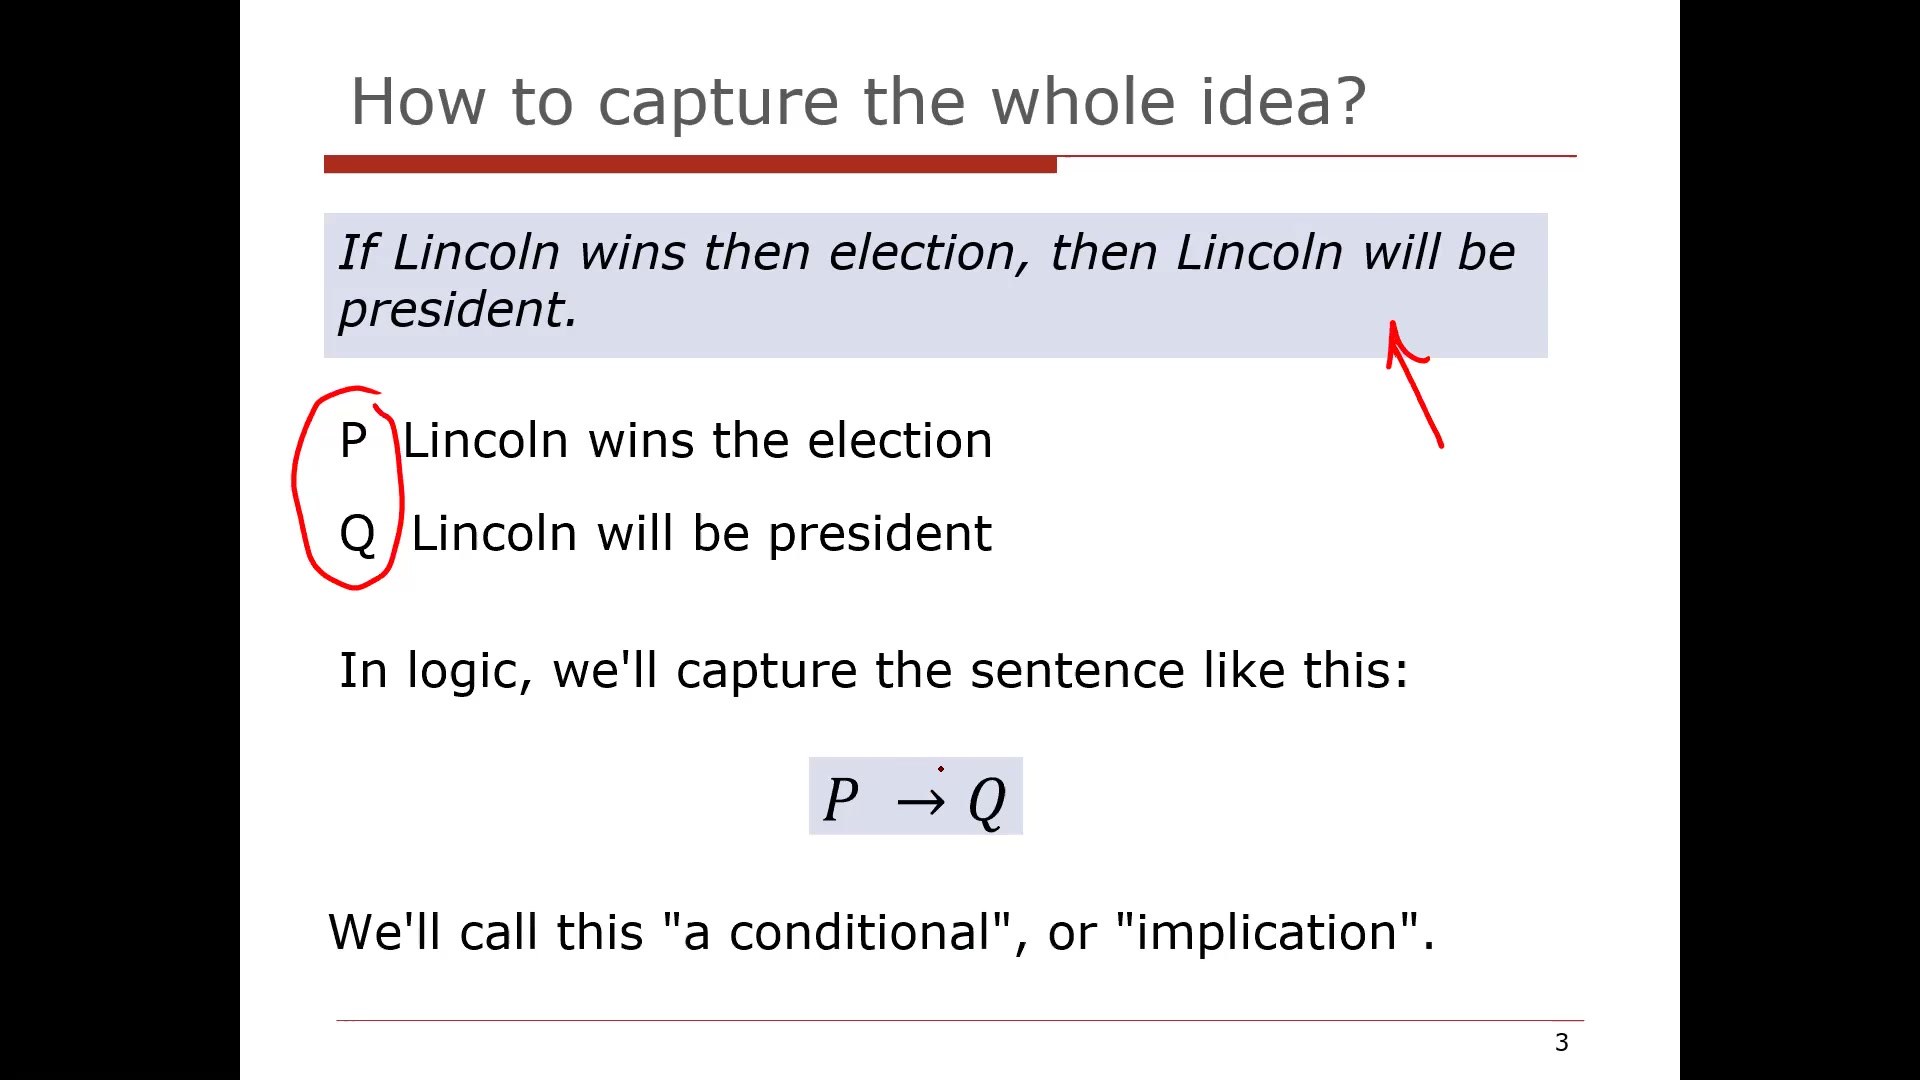 How to capture the whole idea?
If Lincoln wins then election, then Lincoln will be
president.
P Lincoln wins the election
Q Lincoln will be president
In logic, we'll capture the sentence like this:
P → Q
We'll call this "a conditional", or "implication".
3